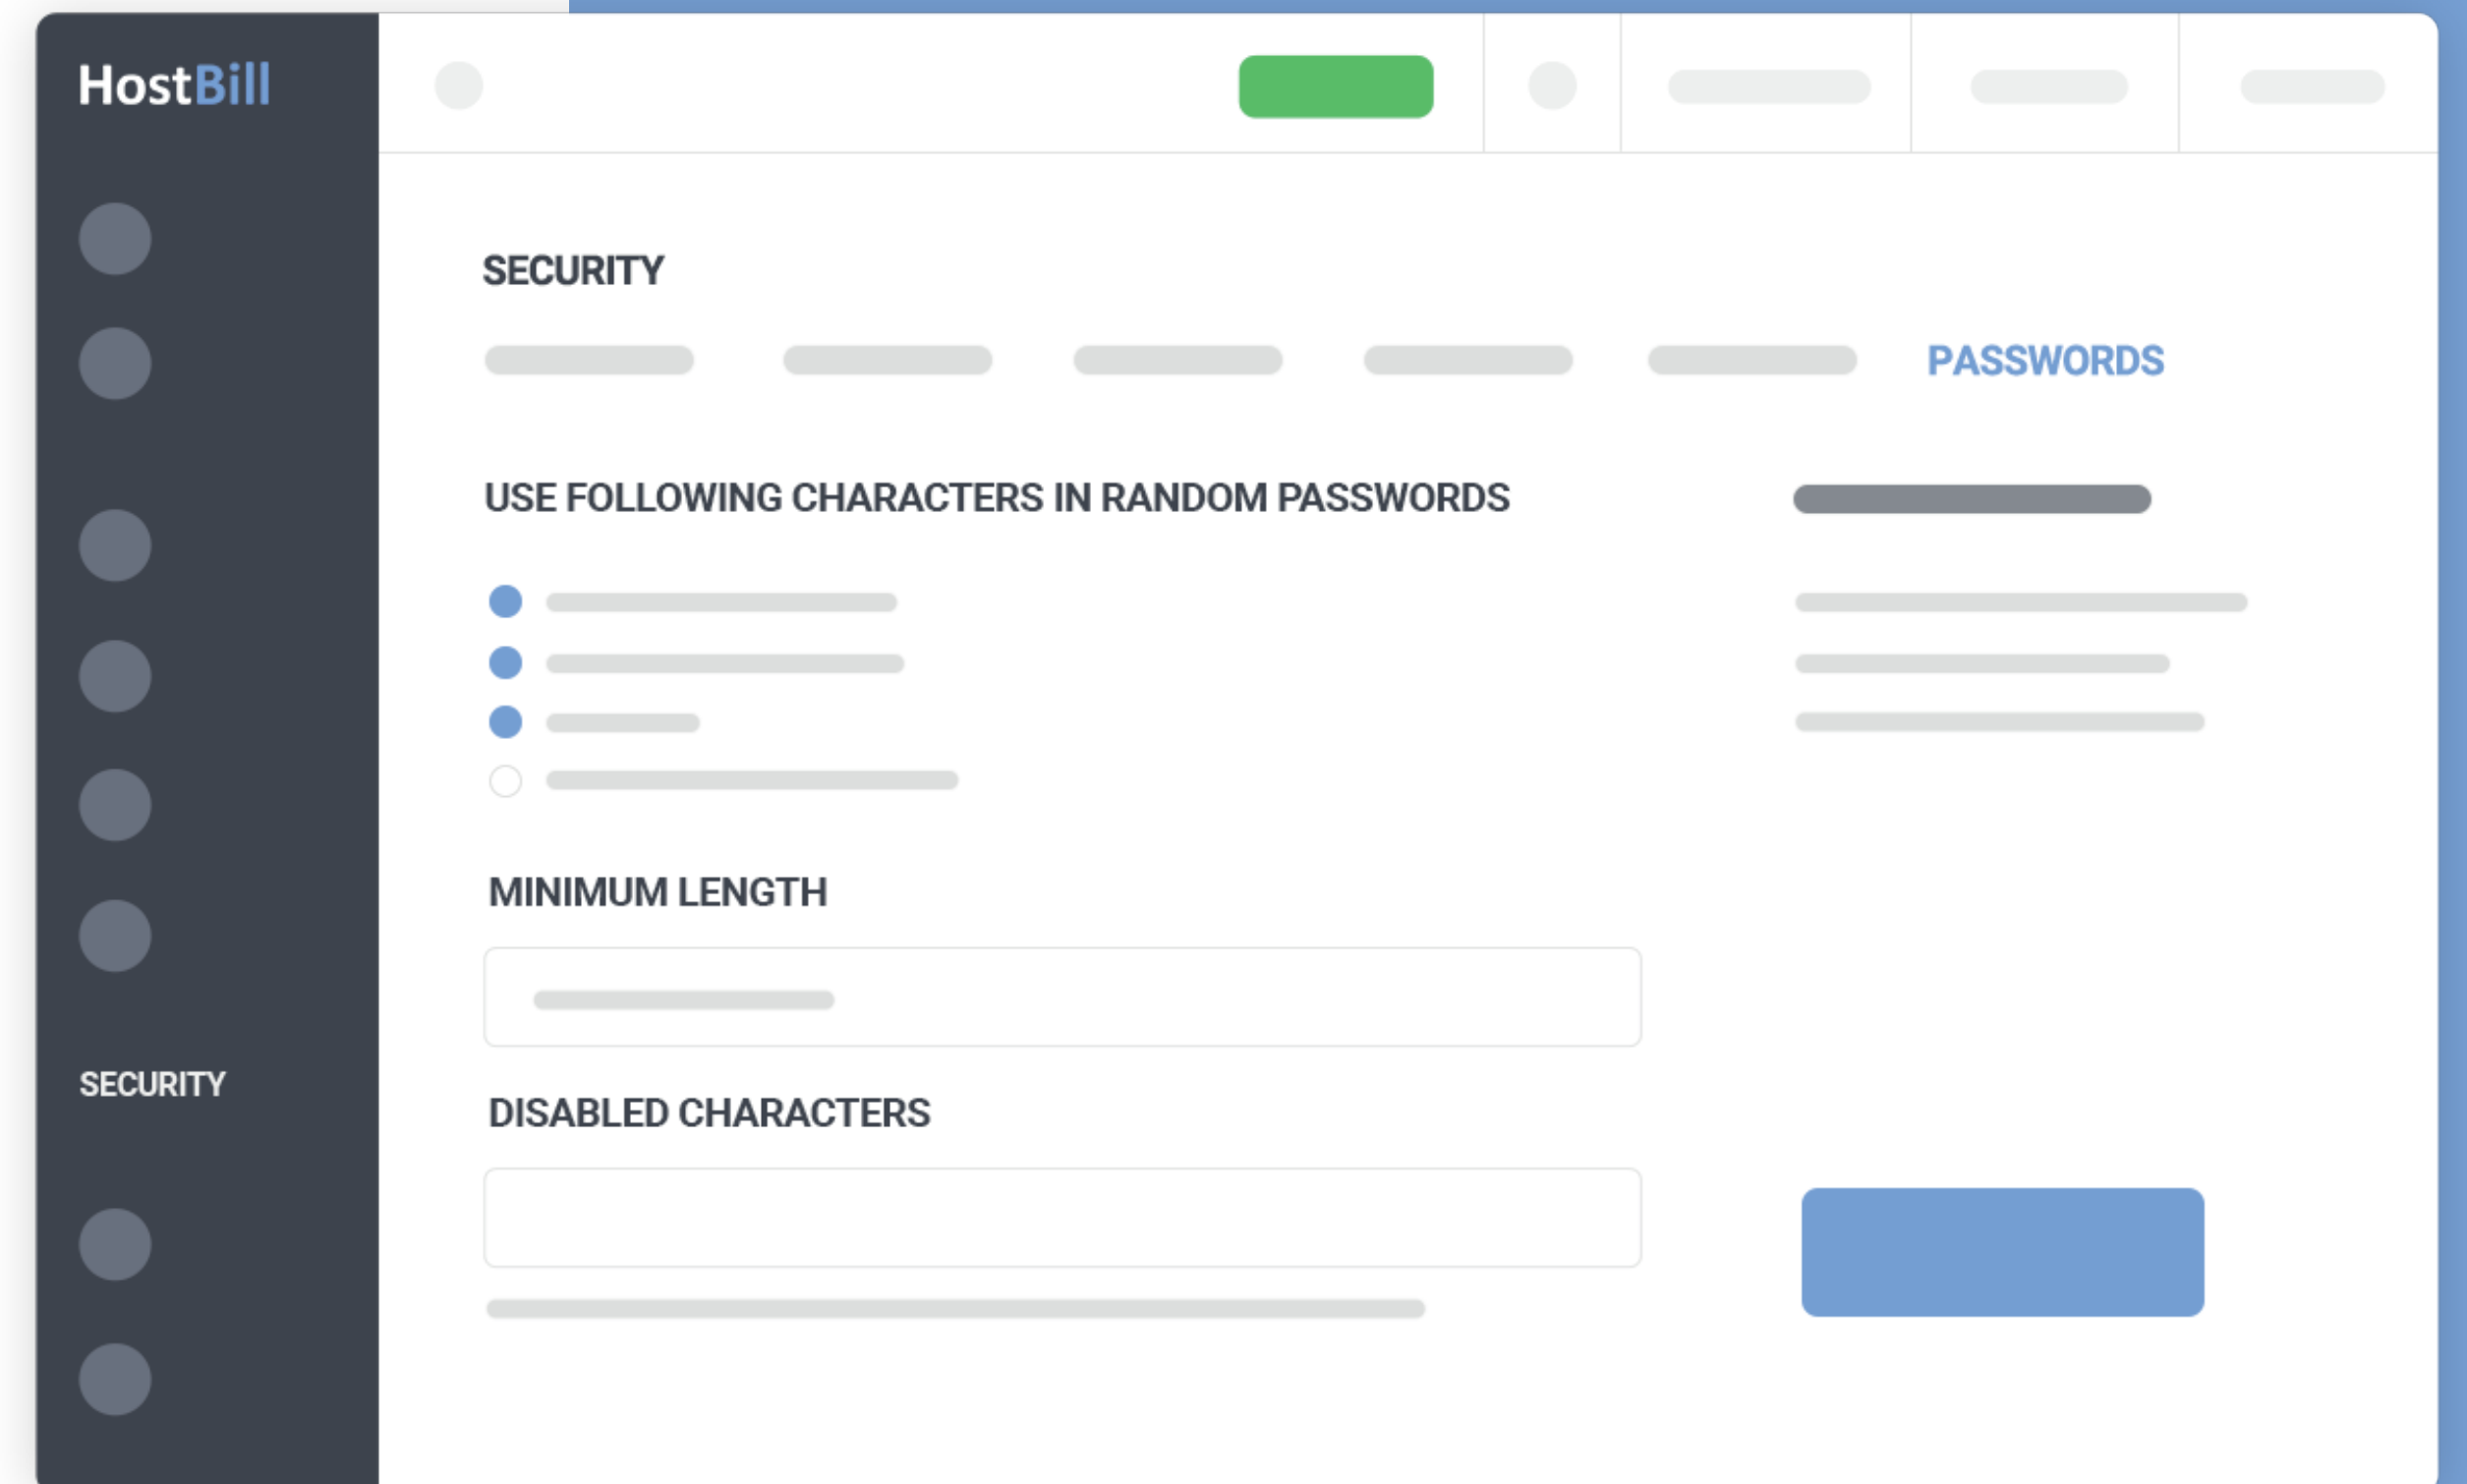 HostBill
SECURITY
PASSWORDS
USE FOLLOWING CHARACTERS IN RANDOM PASSWORDS
MINIMUM LENGTH
SECURITY
DISABLED CHARACTERS